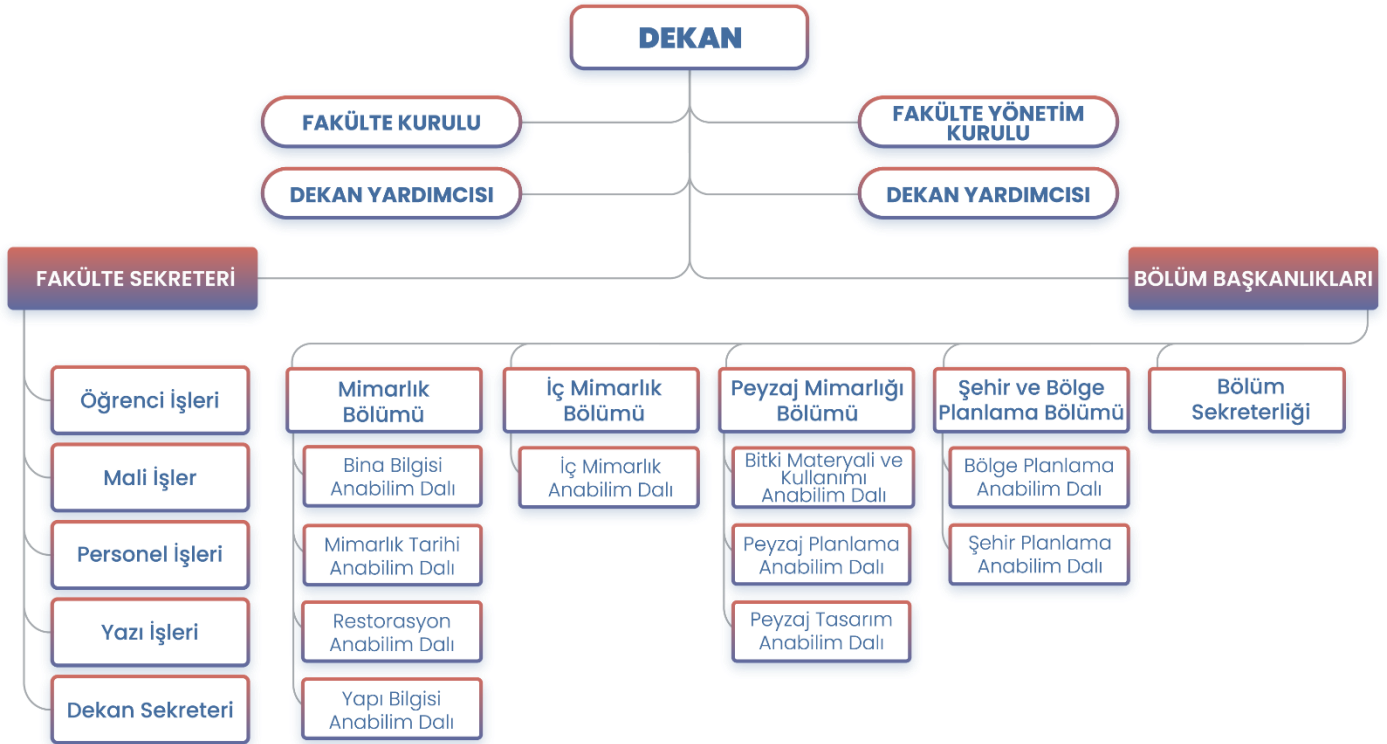 DEKAN
FAKÜLTE KURULU
FAKÜLTE YÖNETİM
KURULU
DEKAN YARDIMCISI
DEKAN YARDIMCISI
FAKÜLTE SEKRETERİ
BÖLÜM BAŞKANLIKLARI
Öğrenci İşleri
Mali İşler
Personel İşleri
Yazı İşleri
Dekan Sekreteri
Mimarlık
Bölümü
Bina Bilgisi
Anabilim Dalı
Mimarlık Tarihi
Anabilim Dalı
Restorasyon
Anabilim Dalı
Yapı Bilgisi
Anabilim Dalı
İç Mimarlık
Bölümü
İç Mimarlık
Anabilim Dalı
Peyzaj Mimarlığı
Bölümü
Bitki Materyali ve
Kullanımı
Anabilim Dalı
Peyzaj Planlama
Anabilim Dalı
Peyzaj Tasarım
Anabilim Dalı
Şehir ve Bölge
Planlama Bölümü
Bölge Planlama
Anabilim Dalı
Şehir Planlama
Anabilim Dalı
Bölüm
Sekreterliği